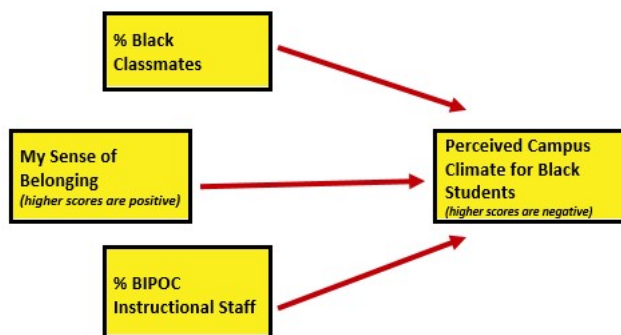 % Black
Classmates
My Sense of
Belonging
(higher scores are positive)
% BIPOC
Instructional Staff
Perceived Campus
Climate for Black
Students
(higher scores are negative)